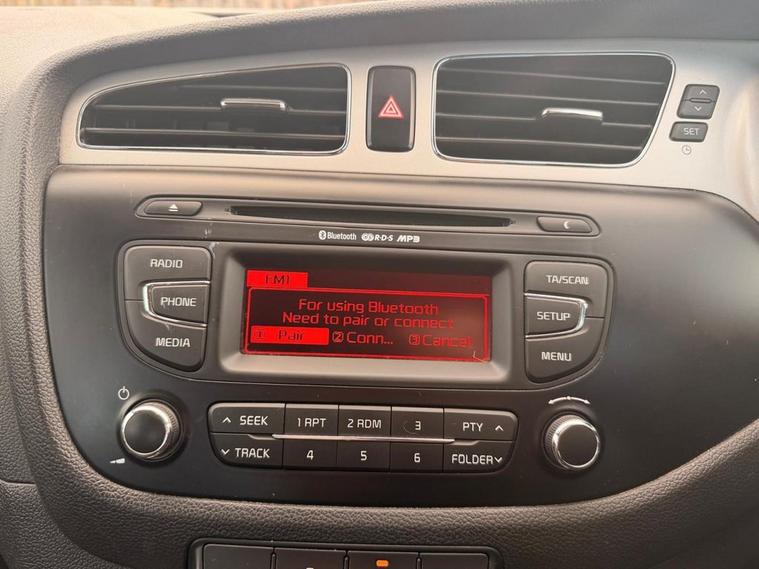 SET
Bluetooth R·D·S MP3
RADIO
PHONE
MEDIA
FM1
For using Bluetooth
Need to pair or connect
1 Pair 2 Conn... 3 Cancel
TA/SCAN
SETUP
MENU
SEEK 1 RPT 2 RDM 3 PTY
TRACK 4 5 6 FOLDER